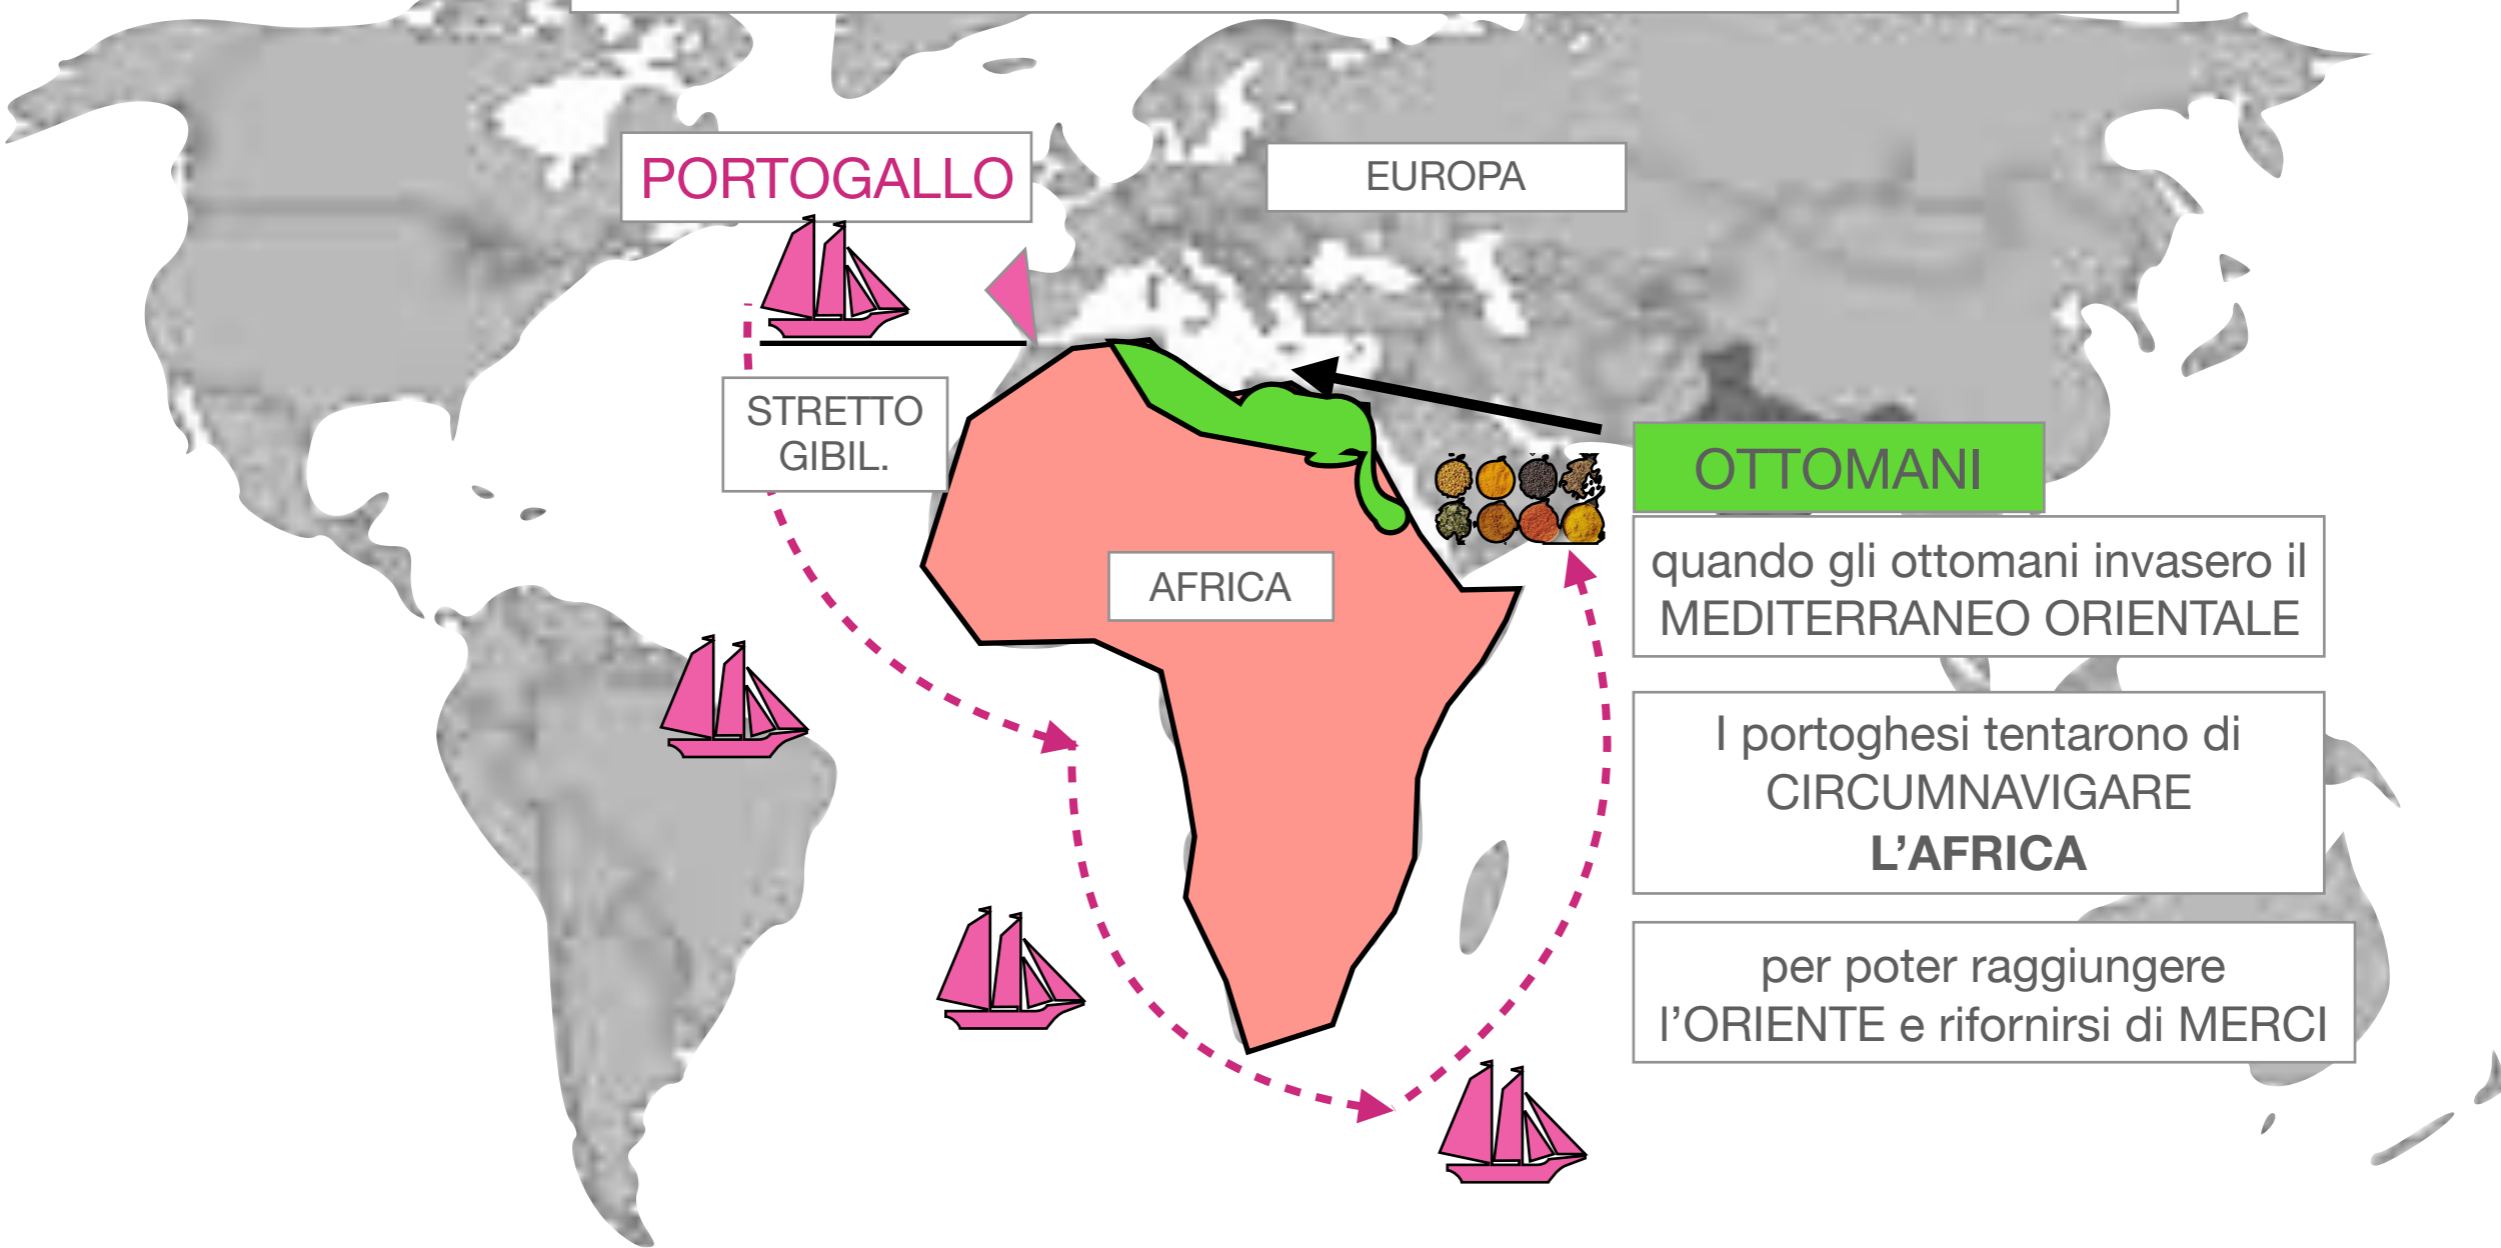 PORTOGALLO
EUROPA
STRETTO
GIBIL.
OTTOMANI
quando gli ottomani invasero il
MEDITERRANEO ORIENTALE
AFRICA
I portoghesi tentarono di
CIRCUMNAVIGARE
L’AFRICA
per poter raggiungere
l’ORIENTE e rifornirsi di MERCI